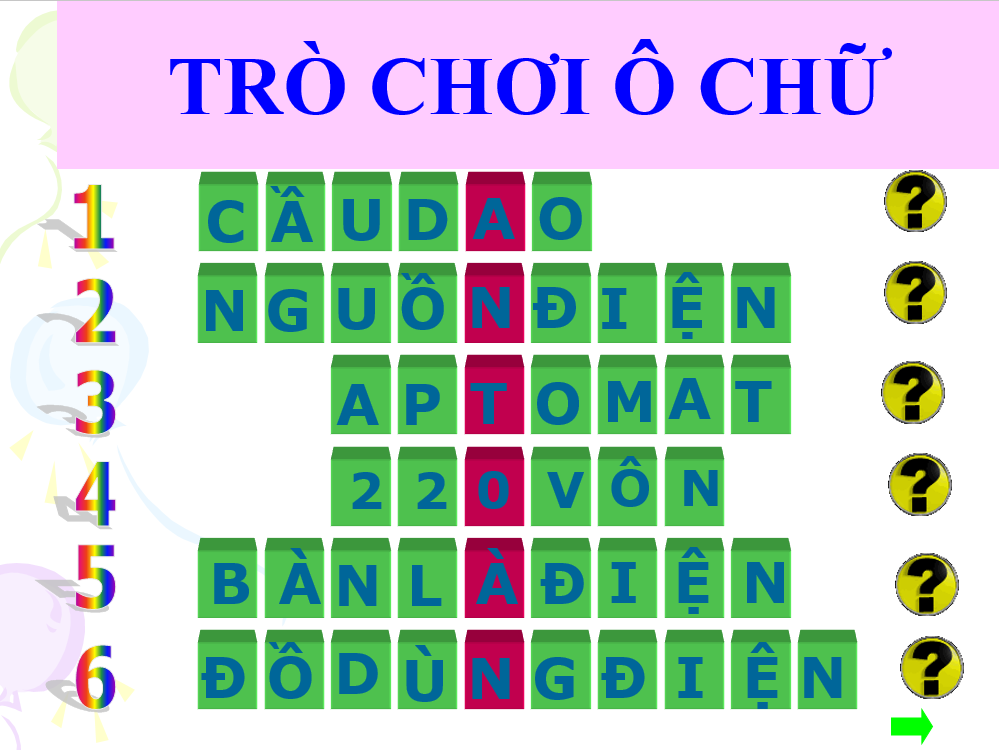 TRÒ CHƠI Ô CHỮ
1 CẦUDAO ?
2 NGUỒNĐIỆN ?
3 APTOMAT ?
4 220VÔN ?
5 BÀNLÀĐIỆN ?
6 ĐỒDÙNGĐIỆN ?